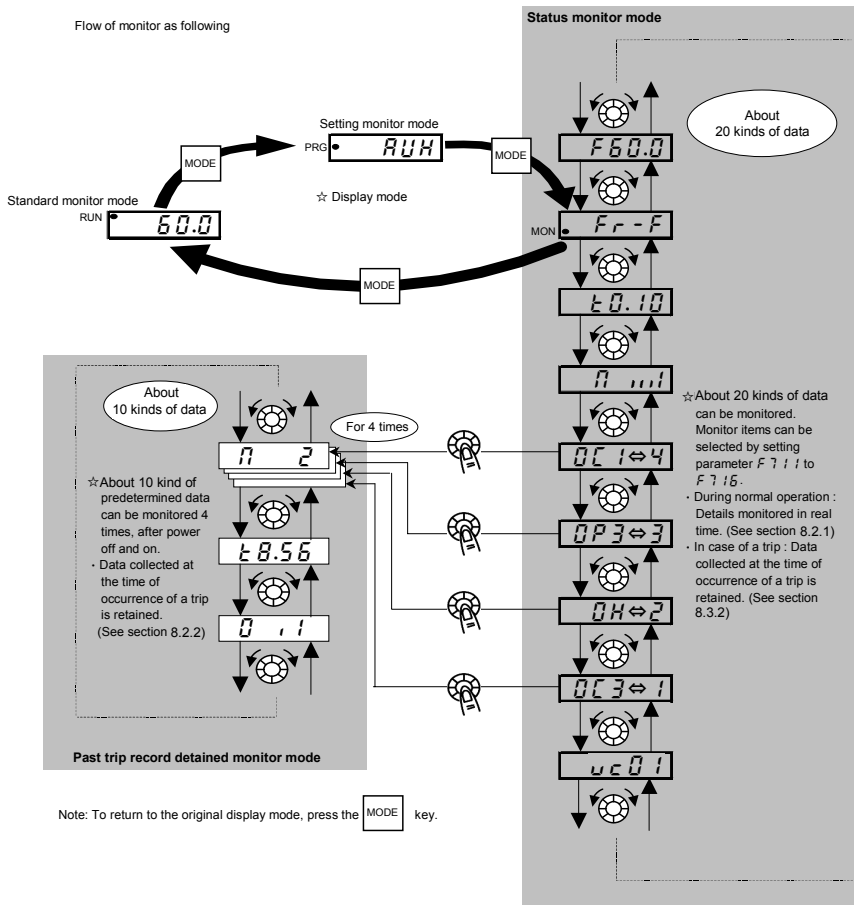 Flow of monitor as following
Status monitor mode
About
20 kinds of data
Setting monitor mode
PRG
AUH
MODE
MODE
☆ Display mode
Standard monitor mode
RUN
60.0
MODE
F60.0
MON
Fr-F
t0.10
OC1⇔4
OP3⇔3
OH⇔2
OC3⇔1
uc01
☆About 20 kinds of data
can be monitored.
Monitor items can be
selected by setting
parameter F711 to
F716.
・During normal operation :
Details monitored in real
time. (See section 8.2.1)
・In case of a trip : Data
collected at the time of
occurrence of a trip is
retained. (See section
8.3.2)
About
10 kinds of data
For 4 times
n 2
t8.56
☆About 10 kind of
predetermined data
can be monitored 4
times, after power
off and on.
・Data collected at
the time of
occurrence of a trip
is retained.
(See section 8.2.2)
Past trip record detained monitor mode
Note: To return to the original display mode, press the MODE key.